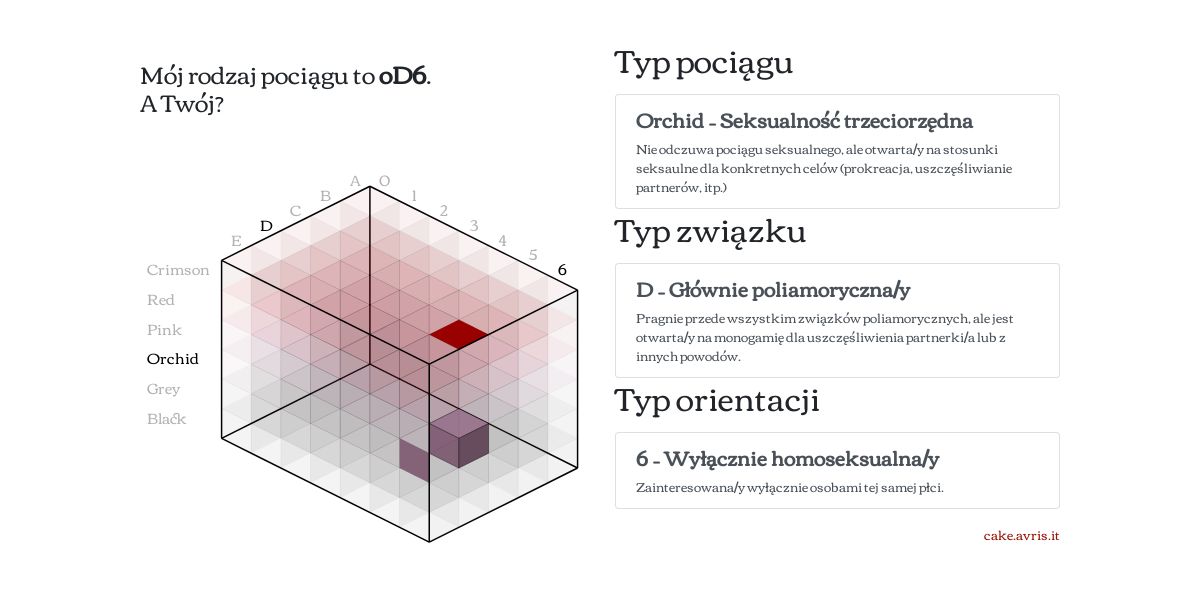 Mój rodzaj pociągu to oD6.
A Twój?
A O
B 1
C 2
D 3
E 4
5
6
Crimson
Red
Pink
Orchid
Grey
Black
Typ pociągu
Orchid – Seksualność trzeciorzędna
Nie odczuwa pociągu seksualnego, ale otwarta/y na stosunki
seksaulne dla konkretnych celów (prokreacja, uszczęśliwianie
partnerów, itp.)
Typ związku
D – Głównie poliamoryczna/y
Pragnie przede wszystkim związków poliamorycznych, ale jest
otwarta/y na monogamię dla uszczęśliwienia partnerki/a lub z
innych powodów.
Typ orientacji
6 – Wyłącznie homoseksualna/y
Zainteresowana/y wyłącznie osobami tej samej płci.
cake.avris.it